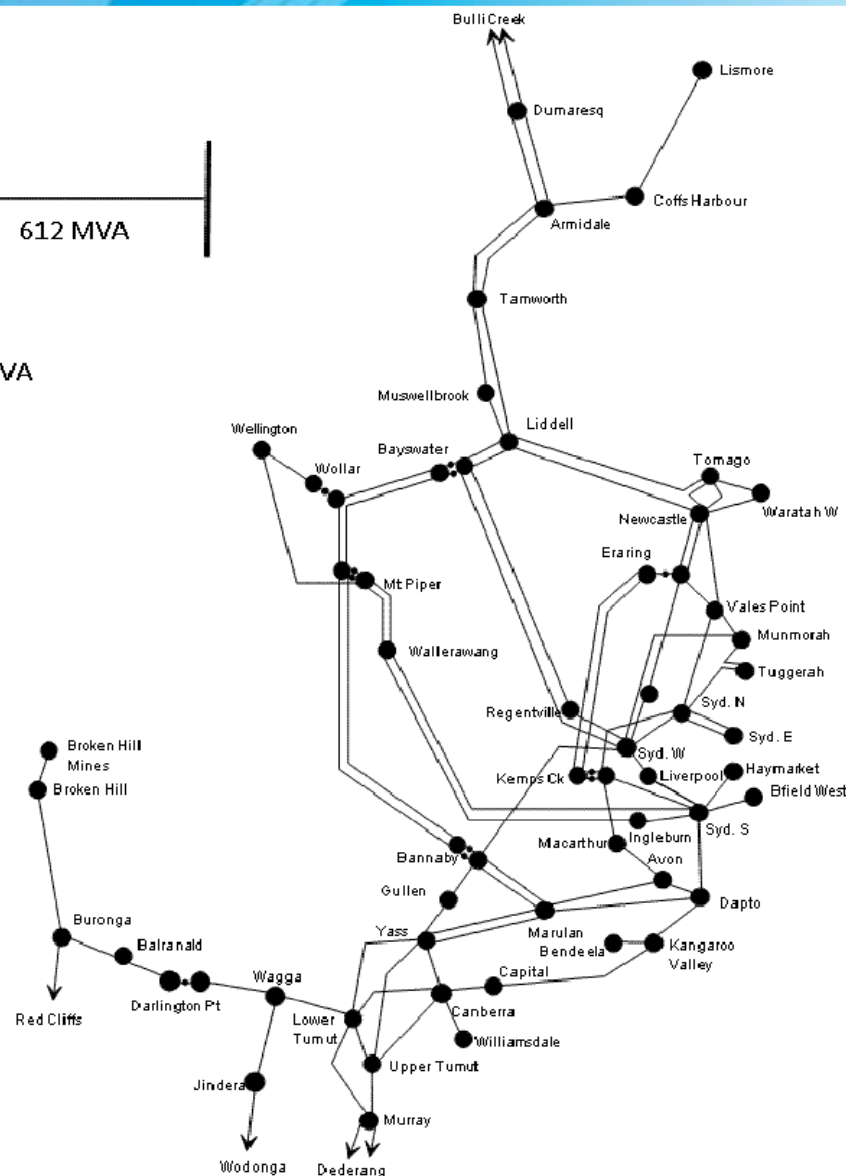 Bulli Creek
Lismore
Dumaresq
Coffs Harbour
Armidale
612 MVA
Tamworth
VA
Muswellbrook
Liddell
Wellington
Bayswater
Wollar
Tomago
Waratah W
Newcastle
Eraring
Mt Piper
Vales Point
Munmorah
Wallerawang
Tuggerah
Syd. N
Regentville
Syd. E
Syd. W
Broken Hill
Mines
Broken Hill
Kemps Ck
Liverpool
Haymarket
Bfield West
Syd. S
Ingleburn
Macarthur
Bannaby
Avon
Gullen
Dapto
Buronga
Yass
Marulan
Balranald
Bendeela
Kangaroo
Valley
Wagga
Capital
Darlington Pt
Red Cliffs
Lower
Tumut
Canberra
Williamsdale
Upper Tumut
Jindera
Murray
Wodonga
Dederang